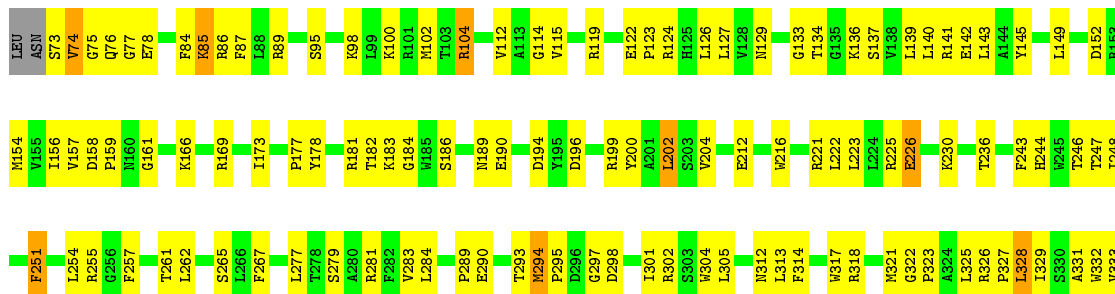 LEU ASN S73 V74 G75 Q76 G77 E78 F84 K85 R86 F87 L88 R89 S95 K98 L99 K100 R101 M102 T103 R104 V112 A113 G114 V115 R119 E122 P123 R124 H125 L126 L127 V128 N129 G133 T134 G135 K136 S137 V138 L139 L140 R141 E142 L143 A144 Y145 L149 D152 R153
M154 V155 I156 V157 D158 P159 N160 G161 K166 R169 I173 P177 Y178 R181 T182 K183 G184 W185 S186 N189 E190 D194 Y195 D196 R199 Y200 A201 L202 S203 V204 E212 W216 R221 L222 L223 L224 R225 E226 K230 T236 F243 H244 W245 T246 T247
F251 L254 R255 G256 F257 T261 L262 S265 L266 F267 L277 T278 S279 A280 R281 F282 V283 L284 P289 E290 T293 M294 P295 D296 G297 D298 I301 R302 S303 W304 L305 N312 L313 F314 W317 R318 M321 G322 P323 A324 L325 R326 P327 L328 I329 S330 A331 W332